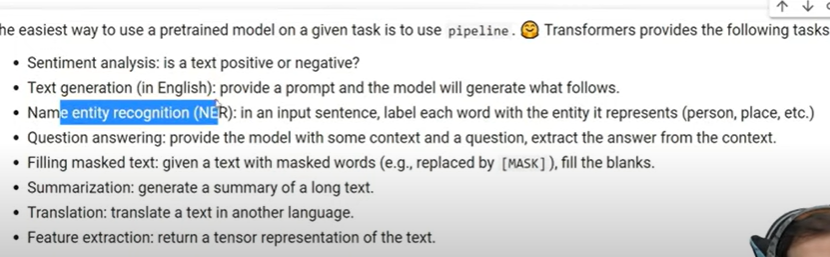 he easiest way to use a pretrained model on a given task is to use pipeline. 🤗 Transformers provides the following tasks
• Sentiment analysis: is a text positive or negative?
• Text generation (in English): provide a prompt and the model will generate what follows.
• Name entity recognition (NER): in an input sentence, label each word with the entity it represents (person, place, etc.)
• Question answering: provide the model with some context and a question, extract the answer from the context.
• Filling masked text: given a text with masked words (e.g., replaced by [MASK]), fill the blanks.
• Summarization: generate a summary of a long text.
• Translation: translate a text in another language.
• Feature extraction: return a tensor representation of the text.